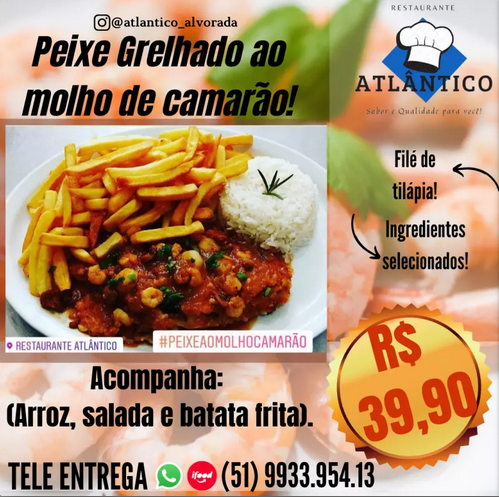 @atlantico_alvorada
Peixe Grelhado ao
molho de camarão!
RESTAURANTE
ATLÂNTICO
Sabor e Qualidade para você!
Filé de
tilápia!
Ingredientes
selecionados!
RESTAURANTE ATLÂNTICO
#PEIXEAOMOLHOCAMARÃO
R$
39,90
Acompanha:
(Arroz, salada e batata frita).
TELE ENTREGA ifood (51) 9933.954.13